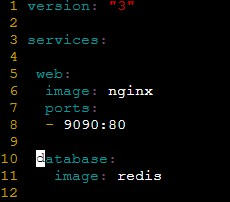 1 version: "3"
2
3 services:
4
5  web:
6   image: nginx
7   ports:
8   - 9090:80
9
10  database:
11    image: redis
12